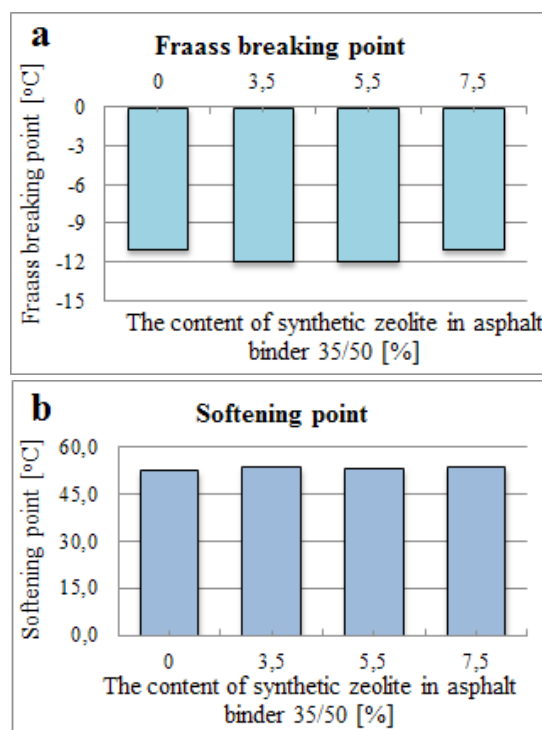 a
Fraass breaking point
0 3,5 5,5 7,5
Fraass breaking point [°C]
0
-3
-6
-9
-12
-15
The content of synthetic zeolite in asphalt
binder 35/50 [%]
b
Softening point
Softening point [°C]
60,0
45,0
30,0
15,0
0,0
0 3,5 5,5 7,5
The content of synthetic zeolite in asphalt
binder 35/50 [%]